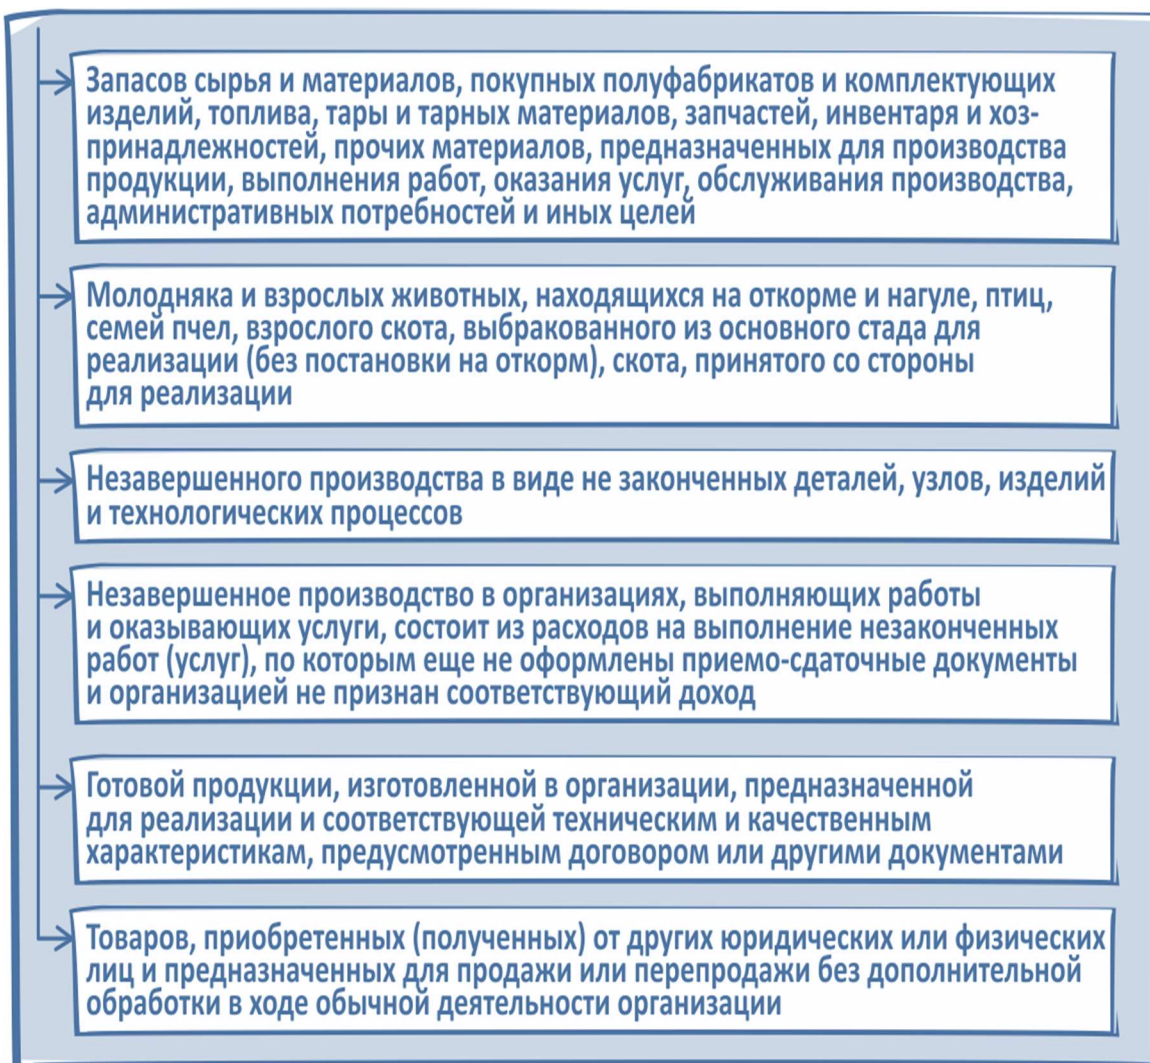 Запасов сырья и материалов, покупных полуфабрикатов и комплектующих
изделий, топлива, тары и тарных материалов, запчастей, инвентаря и хоз-
принадлежностей, прочих материалов, предназначенных для производства
продукции, выполнения работ, оказания услуг, обслуживания производства,
административных потребностей и иных целей
Молодняка и взрослых животных, находящихся на откорме и нагуле, птиц,
семей пчел, взрослого скота, выбракованного из основного стада для
реализации (без постановки на откорм), скота, принятого со стороны
для реализации
Незавершенного производства в виде не законченных деталей, узлов, изделий
и технологических процессов
Незавершенное производство в организациях, выполняющих работы
и оказывающих услуги, состоит из расходов на выполнение незаконченных
работ (услуг), по которым еще не оформлены приемо-сдаточные документы
и организацией не признан соответствующий доход
Готовой продукции, изготовленной в организации, предназначенной
для реализации и соответствующей техническим и качественным
характеристикам, предусмотренным договором или другими документами
Товаров, приобретенных (полученных) от других юридических или физических
лиц и предназначенных для продажи или перепродажи без дополнительной
обработки в ходе обычной деятельности организации